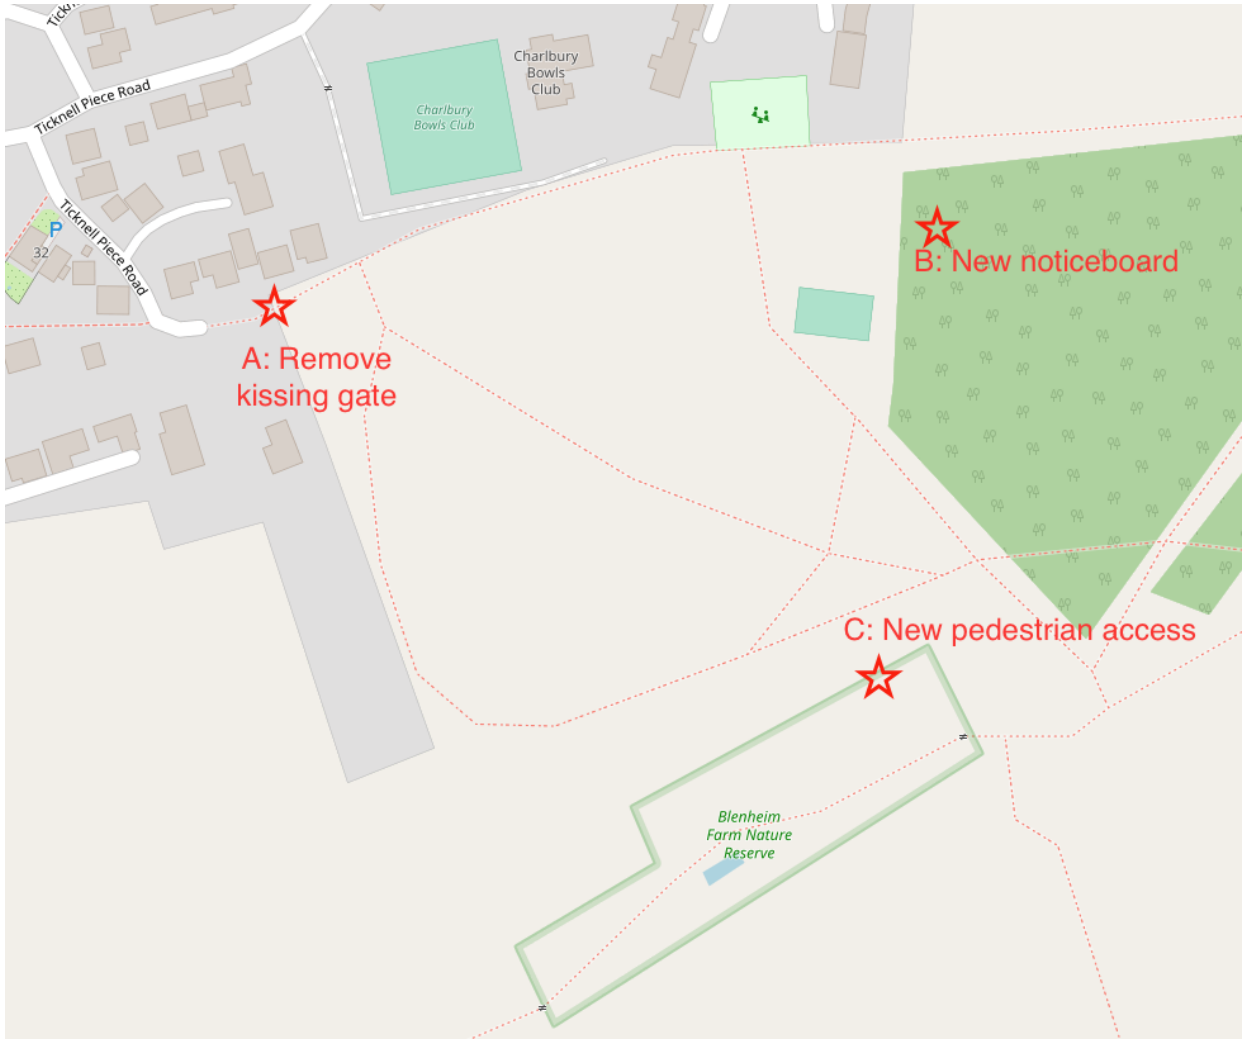 Tickn
Charlbury
Bowls
Club
Ticknell Piece Road
Charlbury
Bowls Club
Ticknell Piece Road
P
32
B: New noticeboard
A: Remove
kissing gate
C: New pedestrian access
Blenheim
Farm Nature
Reserve